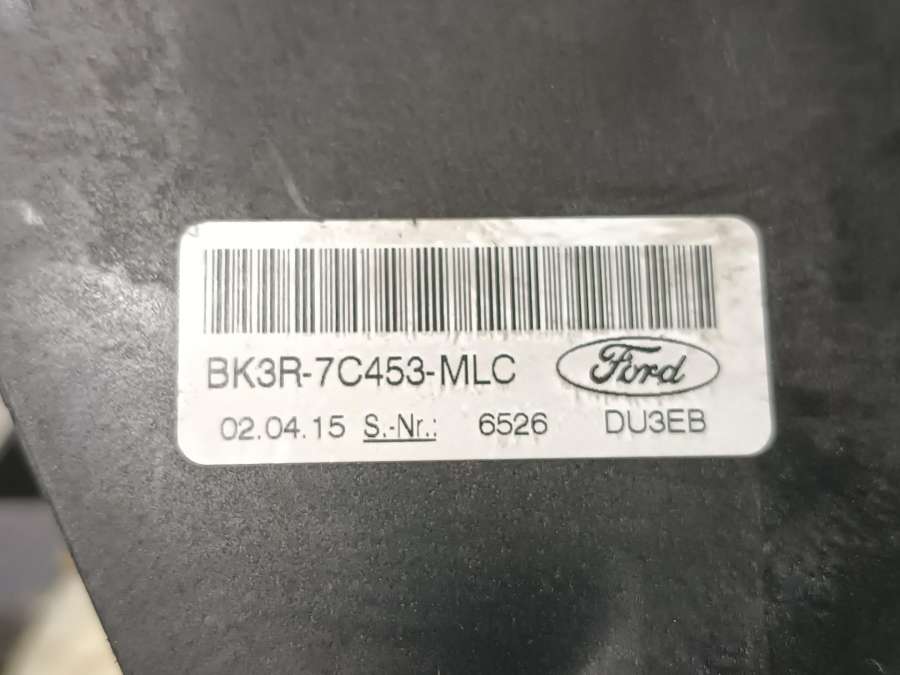 BK3R-7C453-MLC Ford
02.04.15 S.-Nr.: 6526 DU3EB